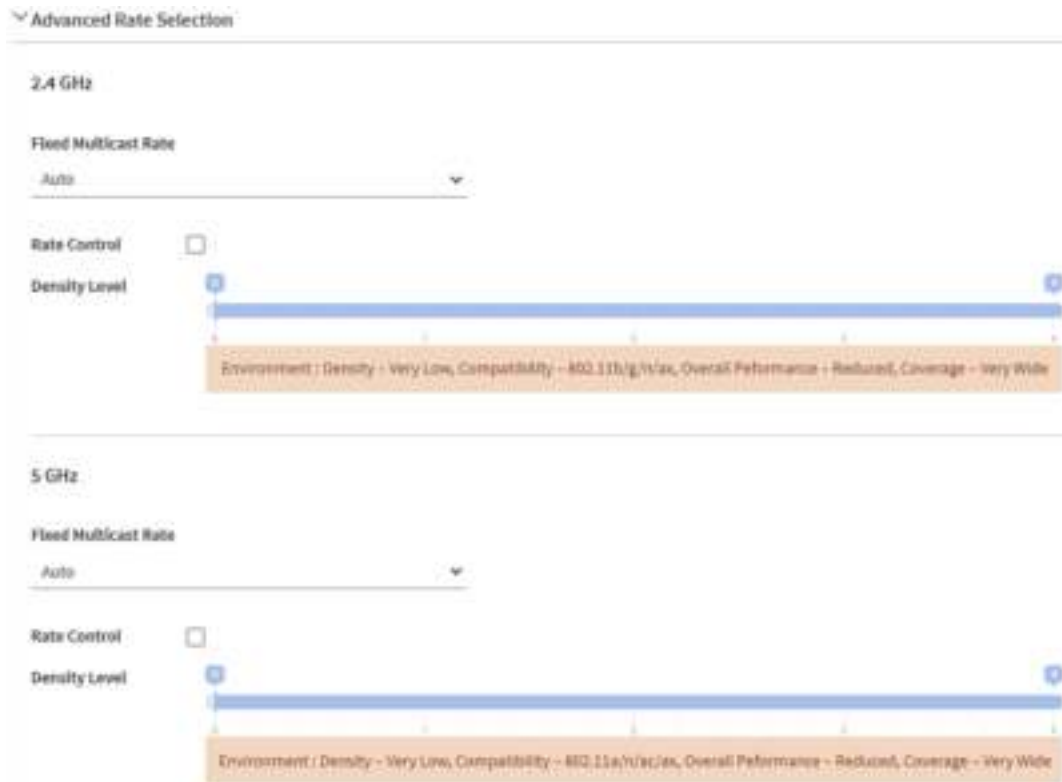 Advanced Rate Selection
2.4 GHz
Fixed Multicast Rate
Auto
Rate Control
Density Level
Environment : Density – Very Low, Compatibility – 802.11b/g/n/ax, Overall Peformance – Reduced, Coverage – Very Wide
5 GHz
Fixed Multicast Rate
Auto
Rate Control
Density Level
Environment : Density – Very Low, Compatibility – 802.11a/n/ac/ax, Overall Peformance – Reduced, Coverage – Very Wide